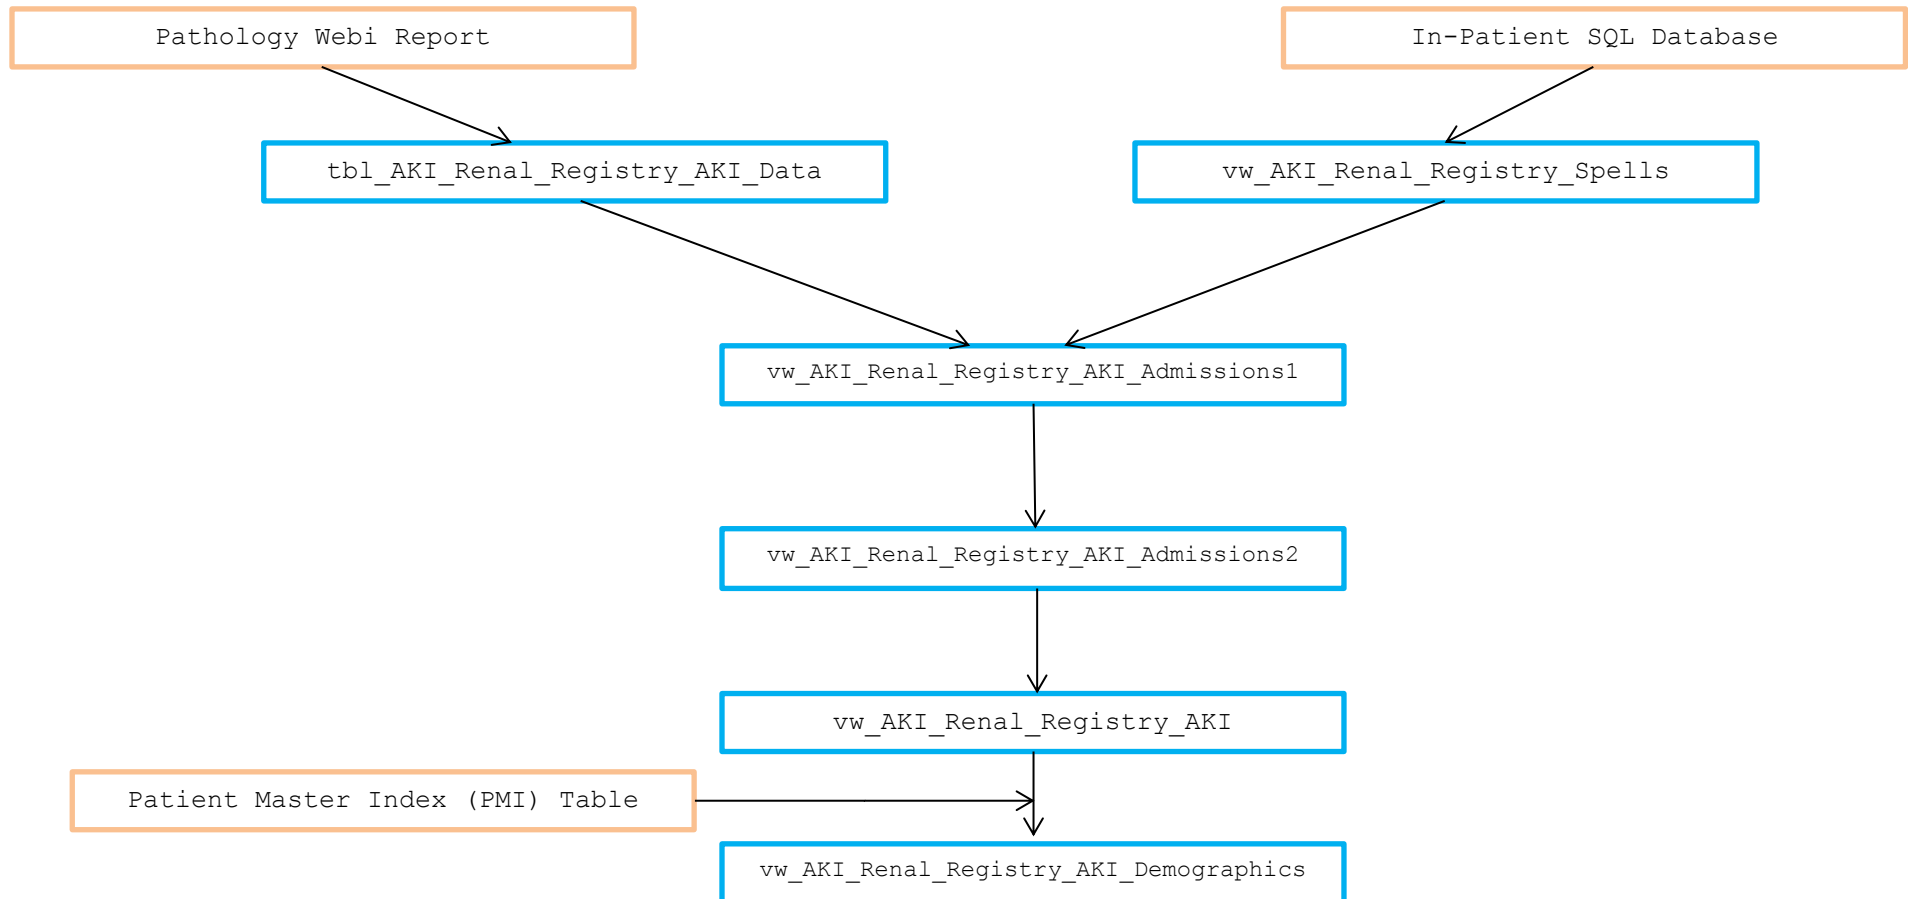 Pathology Webi Report
In-Patient SQL Database
tbl_AKI_Renal_Registry_AKI_Data
vw_AKI_Renal_Registry_Spells
vw_AKI_Renal_Registry_AKI_Admissions1
vw_AKI_Renal_Registry_AKI_Admissions2
vw_AKI_Renal_Registry_AKI
Patient Master Index (PMI) Table
vw_AKI_Renal_Registry_AKI_Demographics